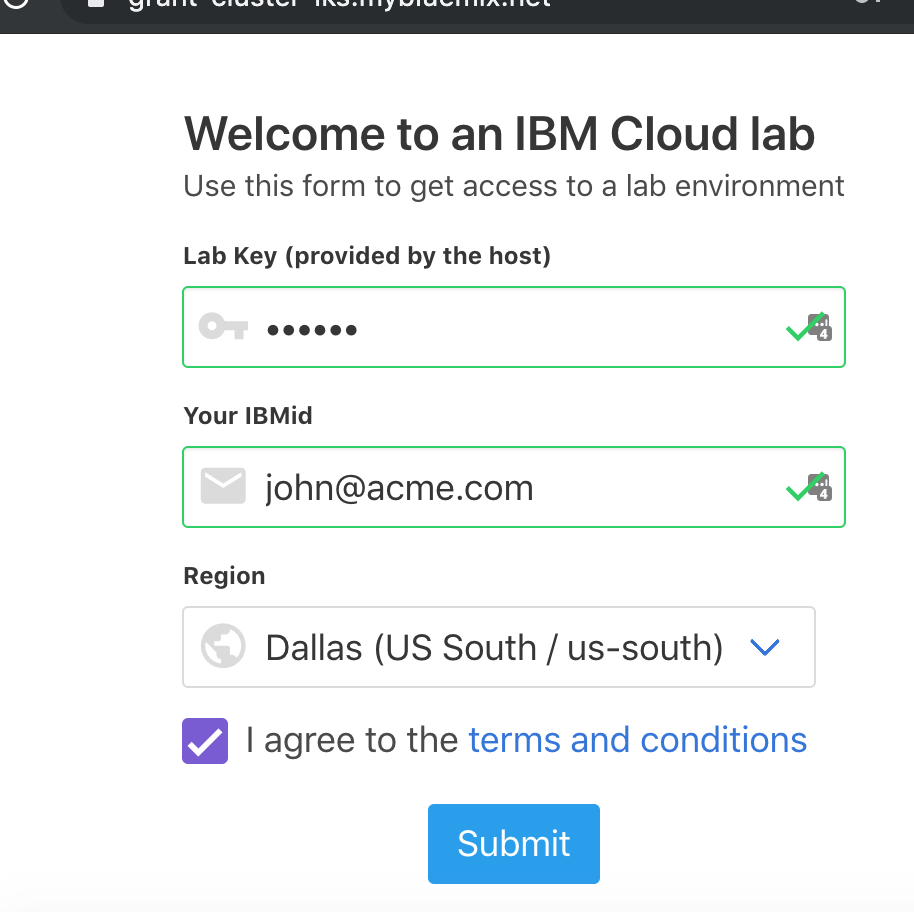 grant-cluster-iks.mybluemix.net
Welcome to an IBM Cloud lab
Use this form to get access to a lab environment
Lab Key (provided by the host)
••••••
4
Your IBMid
john@acme.com
4
Region
Dallas (US South / us-south)
I agree to the terms and conditions
Submit